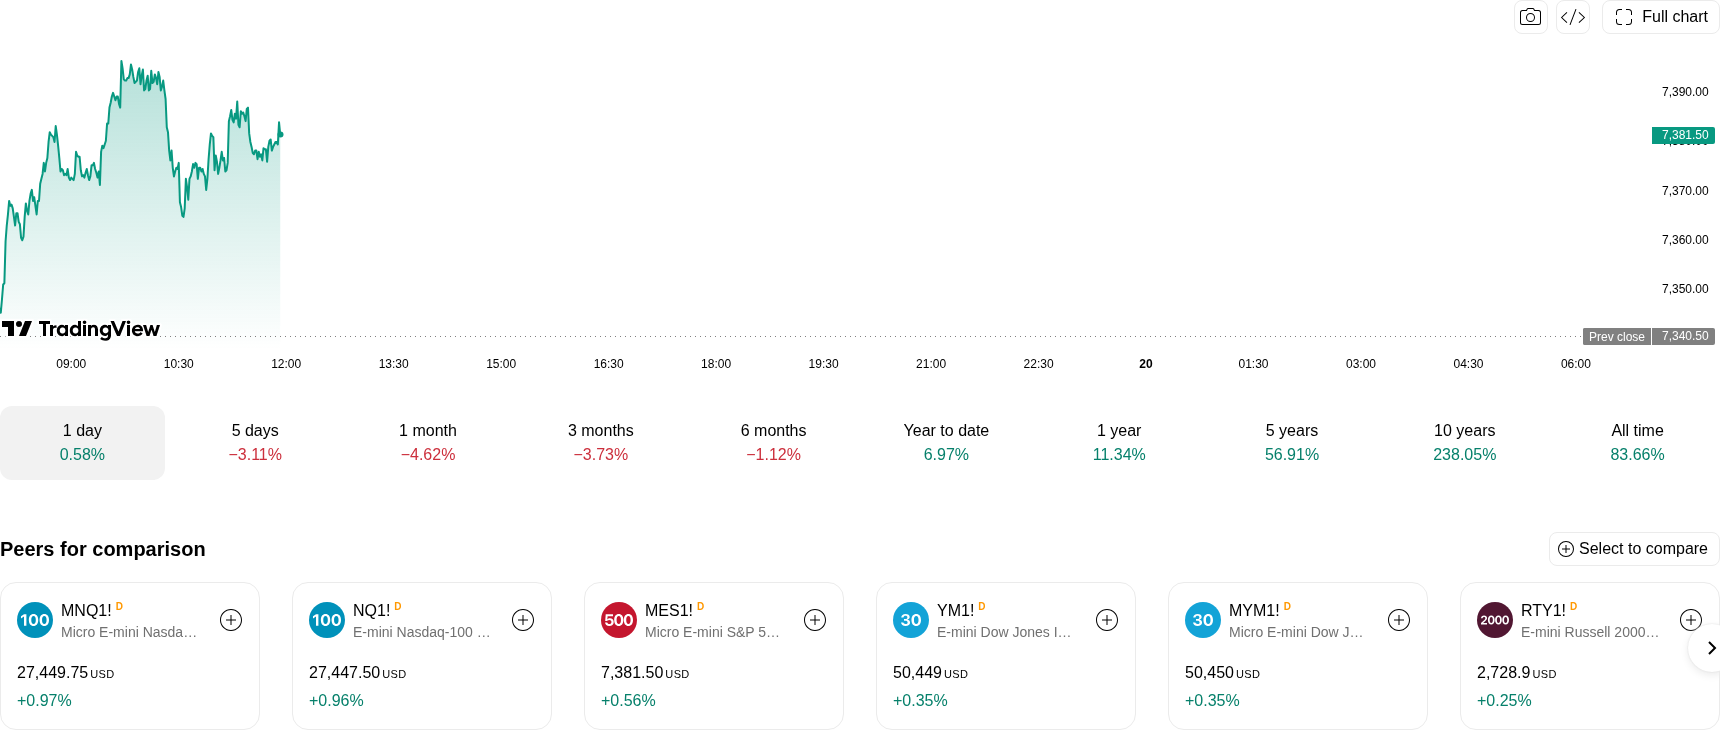 Full chart
7,390.00
7,381.50
7,370.00
7,360.00
7,350.00
TradingView
Prev close 7,340.50
09:00 10:30 12:00 13:30 15:00 16:30 18:00 19:30 21:00 22:30 20 01:30 03:00 04:30 06:00
1 day 5 days 1 month 3 months 6 months Year to date 1 year 5 years 10 years All time
0.58% −3.11% −4.62% −3.73% −1.12% 6.97% 11.34% 56.91% 238.05% 83.66%
Peers for comparison
Select to compare
100 MNQ1! D
Micro E-mini Nasda…
27,449.75 USD
+0.97%
100 NQ1! D
E-mini Nasdaq-100 …
27,447.50 USD
+0.96%
500 MES1! D
Micro E-mini S&P 5…
7,381.50 USD
+0.56%
30 YM1! D
E-mini Dow Jones I…
50,449 USD
+0.35%
30 MYM1! D
Micro E-mini Dow J…
50,450 USD
+0.35%
2000 RTY1! D
E-mini Russell 2000…
2,728.9 USD
+0.25%